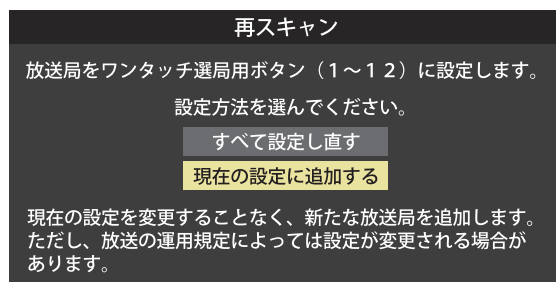 再スキャン
放送局をワンタッチ選局用ボタン（１～１２）に設定します。
設定方法を選んでください。
すべて設定し直す
現在の設定に追加する
現在の設定を変更することなく、新たな放送局を追加します。
ただし、放送の運用規定によっては設定が変更される場合が
あります。